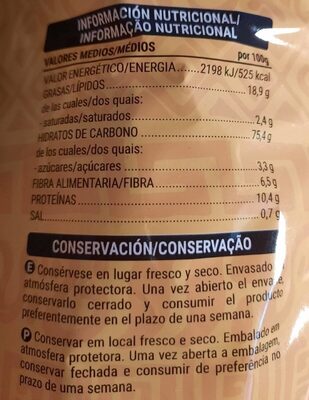 INFORMACIÓN NUTRICIONAL/
INFORMAÇÃO NUTRICIONAL
VALORES MEDIOS/MÉDIOS por 100g
VALOR ENERGÉTICO/ENERGIA......2198 kJ/525 kcal
GRASAS/LÍPIDOS......18,9 g
de las cuales/dos quais:
-saturadas/saturados......2,4 g
HIDRATOS DE CARBONO......75,4 g
de los cuales/dos quais:
-azúcares/açúcares......3,3 g
FIBRA ALIMENTARIA/FIBRA......6,5 g
PROTEÍNAS......10,4 g
SAL......0,7 g
CONSERVACIÓN/CONSERVAÇÃO
E Consérvese en lugar fresco y seco. Envasado
atmósfera protectora. Una vez abierto el envase,
conservarlo cerrado y consumir el producto
preferentemente en el plazo de una semana.
P Conservar em local fresco e seco. Embalado em
atmosfera protetora. Uma vez aberta a embalagem,
conservar fechada e consumir de preferência no
prazo de uma semana.